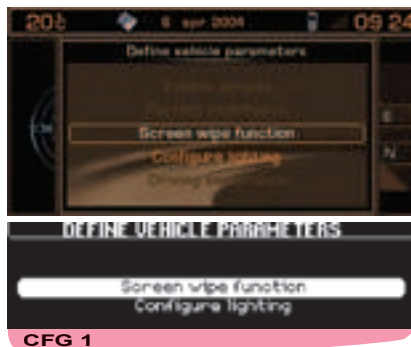 20° 6 apr 2004 09 24
Define vehicle parameters
Screen wipe function
Configure lighting
DEFINE VEHICLE PARAMETERS
Screen wipe function
Configure lighting
CFG 1